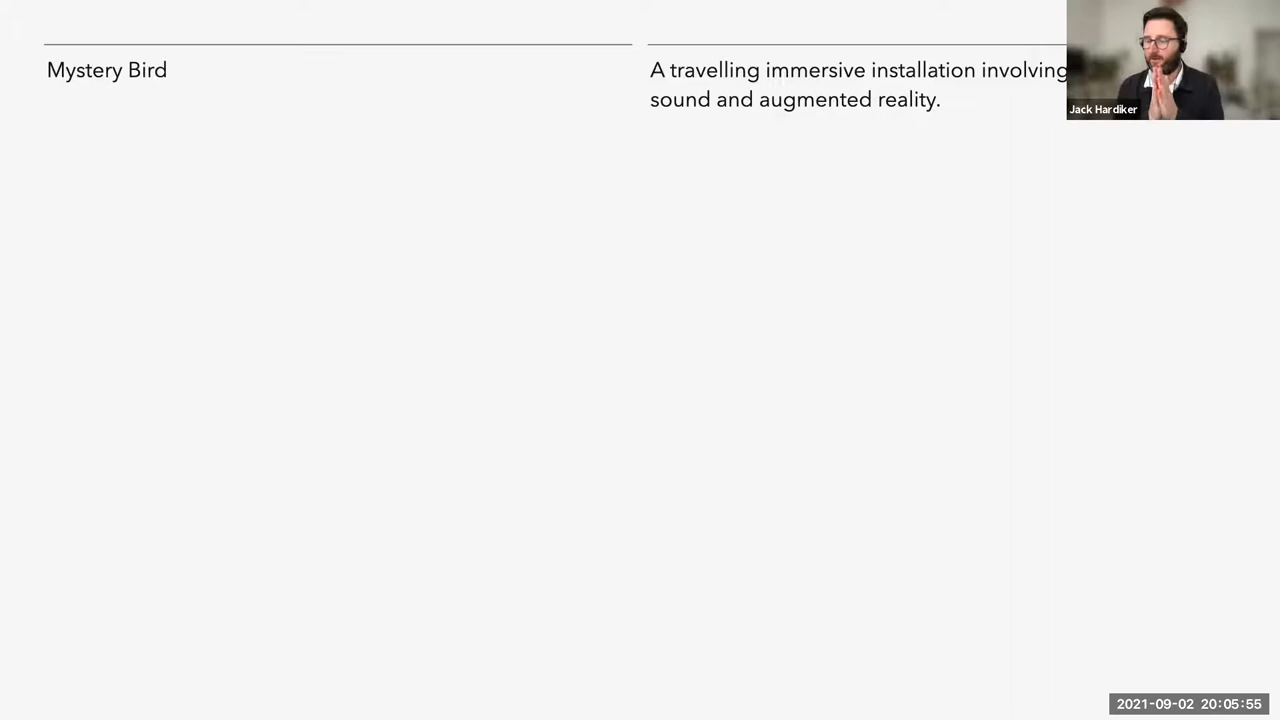 Mystery Bird
A travelling immersive installation involving
sound and augmented reality.
Jack Hardiker
2021-09-02 20:05:55